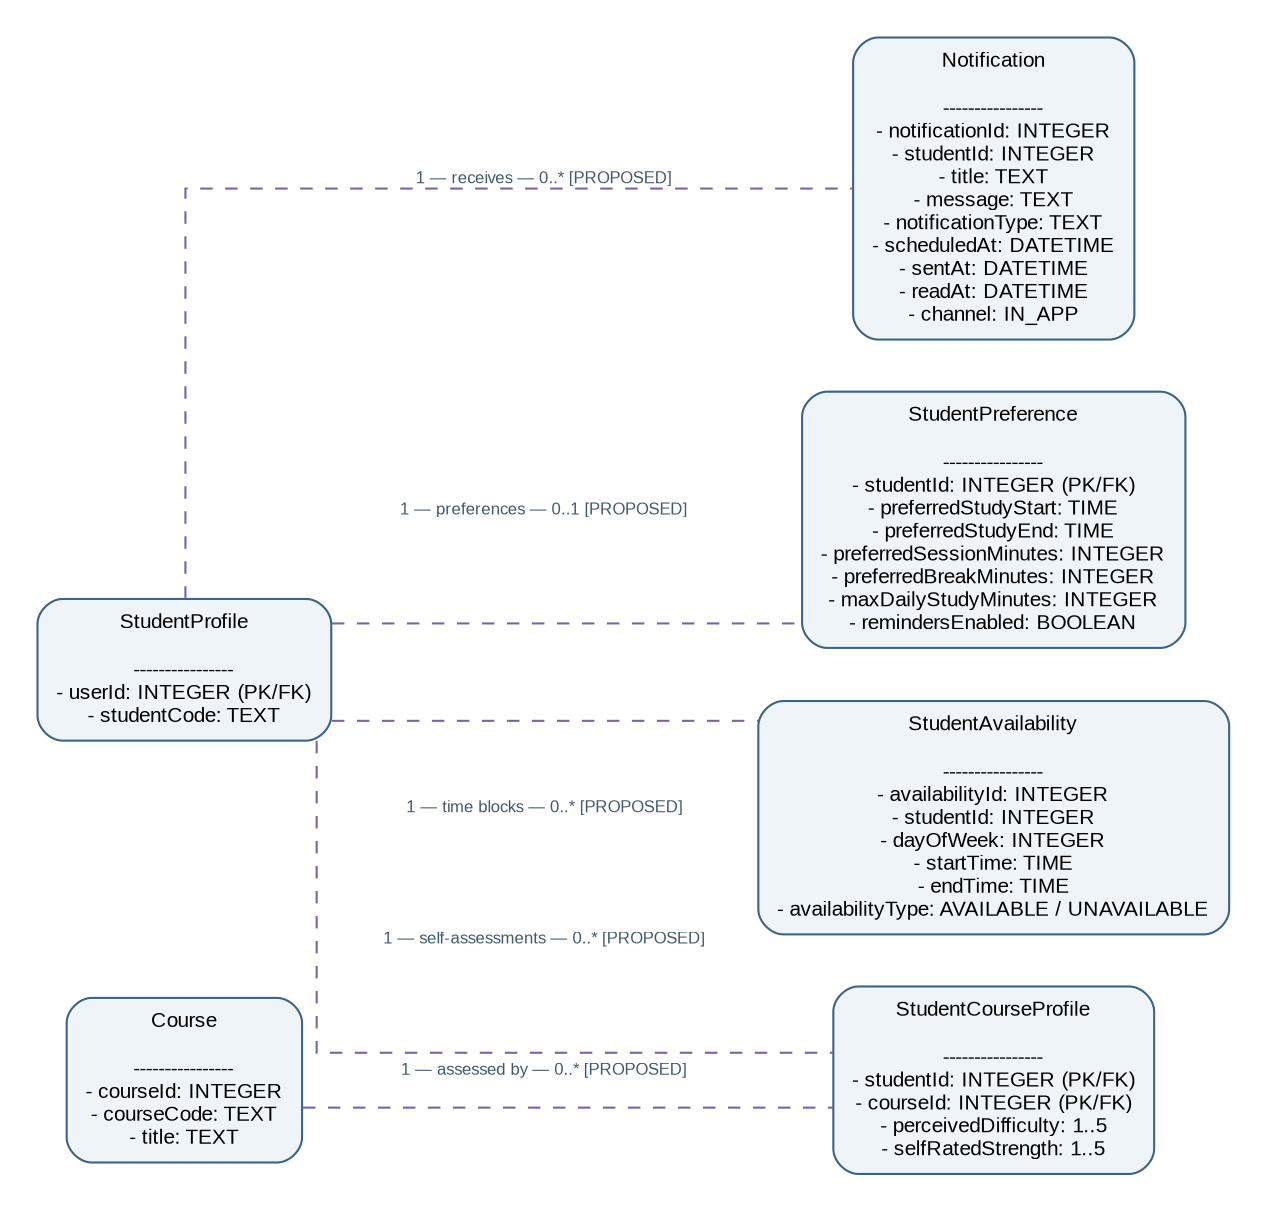 Notification
----------------
- notificationId: INTEGER
- studentId: INTEGER
- title: TEXT
- message: TEXT
- notificationType: TEXT
- scheduledAt: DATETIME
- sentAt: DATETIME
- readAt: DATETIME
- channel: IN_APP
1 — receives — 0..* [PROPOSED]
StudentPreference
----------------
- studentId: INTEGER (PK/FK)
- preferredStudyStart: TIME
- preferredStudyEnd: TIME
- preferredSessionMinutes: INTEGER
- preferredBreakMinutes: INTEGER
- maxDailyStudyMinutes: INTEGER
- remindersEnabled: BOOLEAN
1 — preferences — 0..1 [PROPOSED]
StudentProfile
----------------
- userId: INTEGER (PK/FK)
- studentCode: TEXT
StudentAvailability
----------------
- availabilityId: INTEGER
- studentId: INTEGER
- dayOfWeek: INTEGER
- startTime: TIME
- endTime: TIME
- availabilityType: AVAILABLE / UNAVAILABLE
1 — time blocks — 0..* [PROPOSED]
1 — self-assessments — 0..* [PROPOSED]
Course
----------------
- courseId: INTEGER
- courseCode: TEXT
- title: TEXT
1 — assessed by — 0..* [PROPOSED]
StudentCourseProfile
----------------
- studentId: INTEGER (PK/FK)
- courseId: INTEGER (PK/FK)
- perceivedDifficulty: 1..5
- selfRatedStrength: 1..5